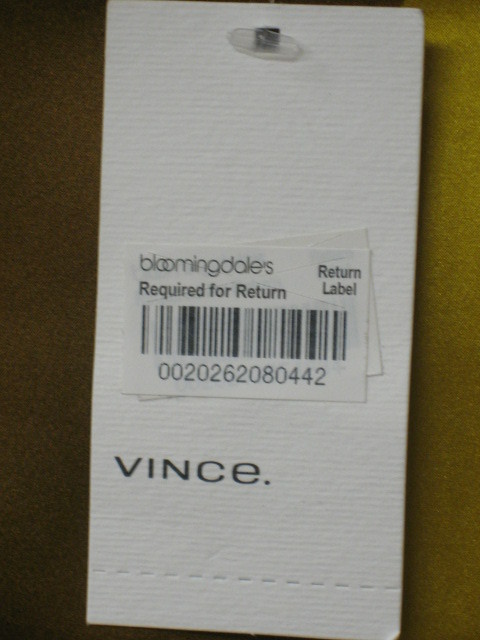 bloomingdale's
Return
Label
Required for Return
0020262080442
VINCE.